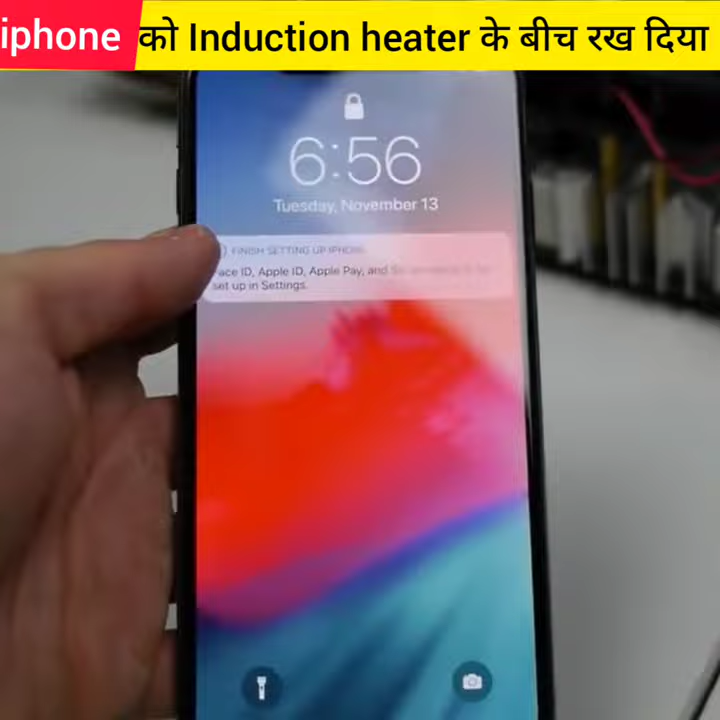 iphone को Induction heater के बीच रख दिया
6:56
Tuesday, November 13
FINISH SETTING UP IPHONE
ace ID, Apple ID, Apple Pay, and
set up in Settings.